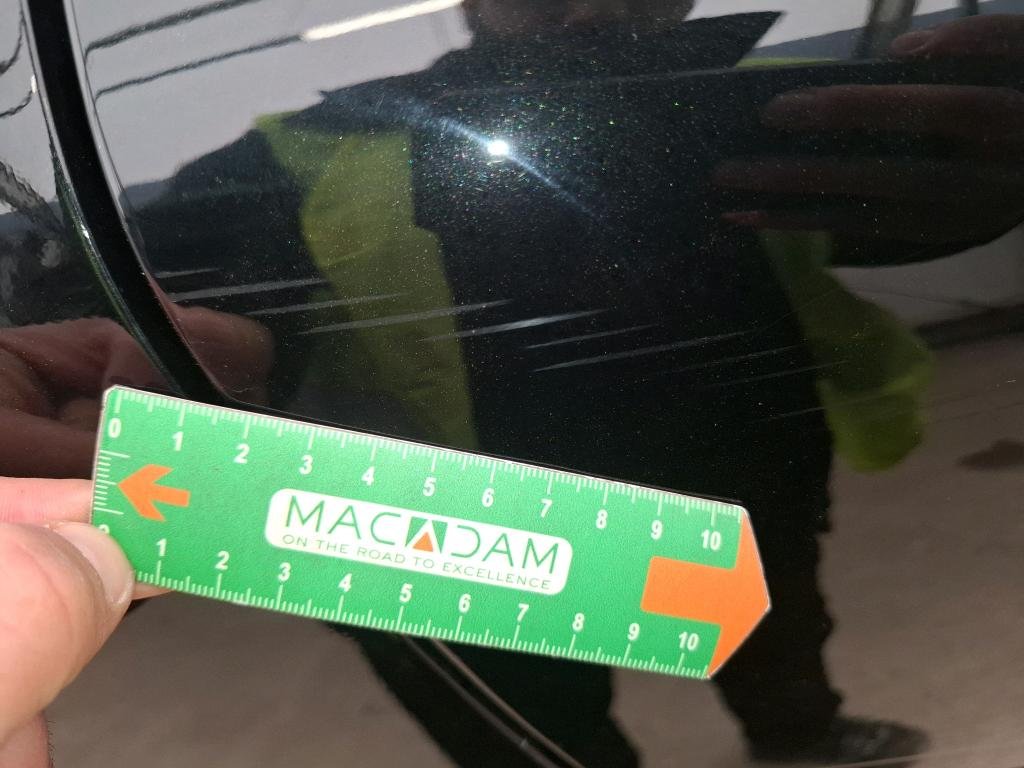 0 1 2 3 4 5 6 7 8 9 10
MACADAM
ON THE ROAD TO EXCELLENCE
1 2 3 4 5 6 7 8 9 10